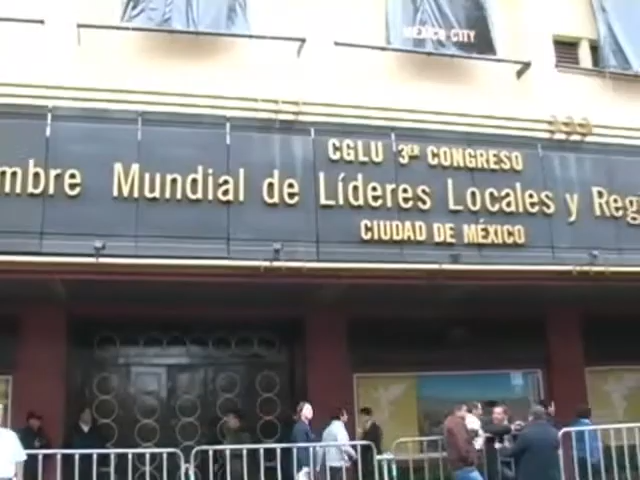 MEXICO CITY
CGLU 3ER CONGRESO
mbre Mundial de Líderes Locales y Reg
CIUDAD DE MÉXICO